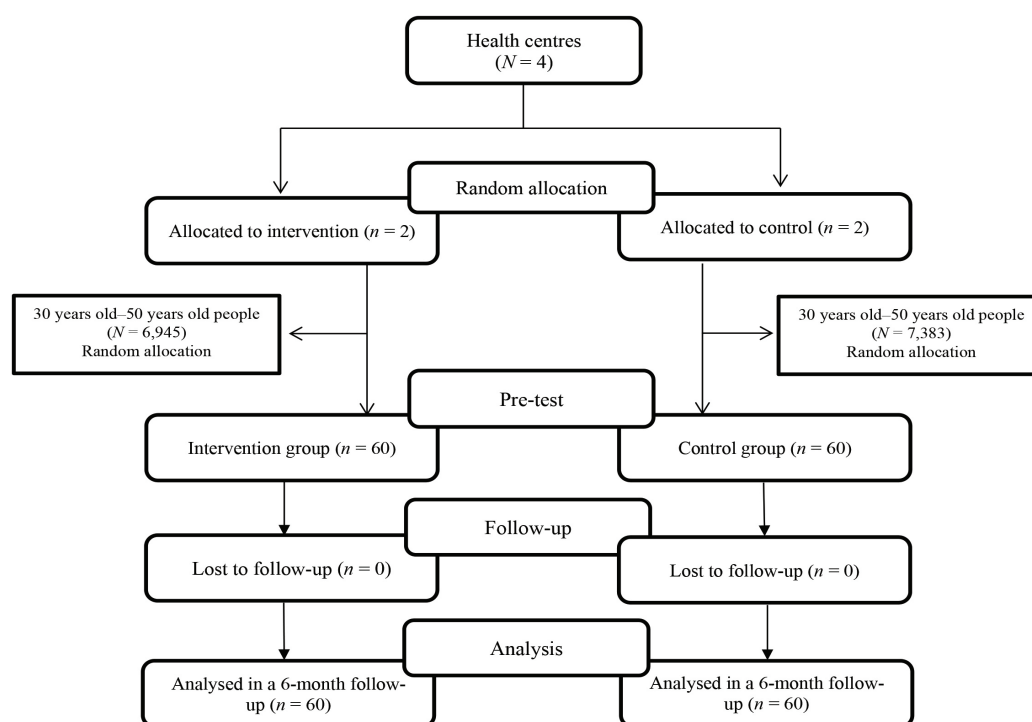 Health centres
(N = 4)
Random allocation
Allocated to intervention (n = 2)
Allocated to control (n = 2)
30 years old–50 years old people
(N = 6,945)
Random allocation
30 years old–50 years old people
(N = 7,383)
Random allocation
Pre-test
Intervention group (n = 60)
Control group (n = 60)
Follow-up
Lost to follow-up (n = 0)
Lost to follow-up (n = 0)
Analysis
Analysed in a 6-month follow-
up (n = 60)
Analysed in a 6-month follow-
up (n = 60)